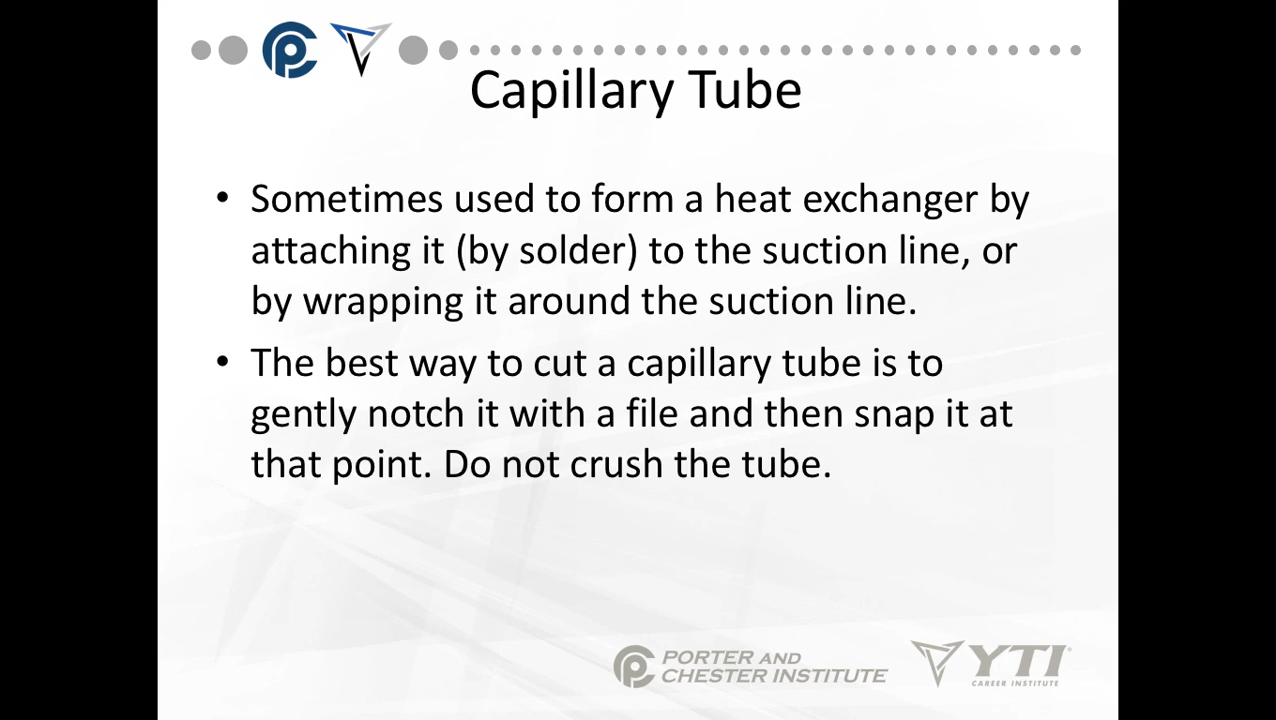 Capillary Tube
• Sometimes used to form a heat exchanger by
attaching it (by solder) to the suction line, or
by wrapping it around the suction line.
• The best way to cut a capillary tube is to
gently notch it with a file and then snap it at
that point. Do not crush the tube.
PORTER AND
CHESTER INSTITUTE
YTI
CAREER INSTITUTE